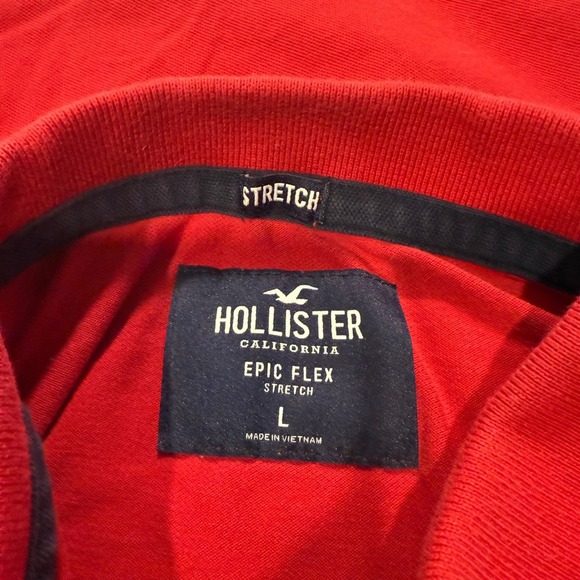 STRETCH
HOLLISTER
CALIFORNIA
EPIC FLEX
STRETCH
L
MADE IN VIETNAM